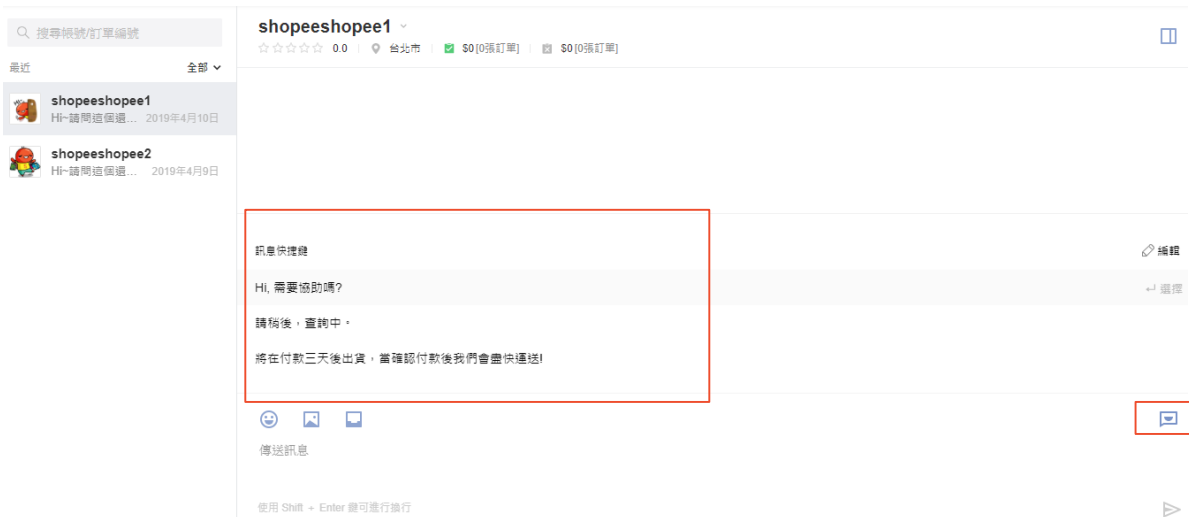 搜尋帳號/訂單編號
最近 全部
shopeeshopee1
Hi~請問這個還... 2019年4月10日
shopeeshopee2
Hi~請問這個還... 2019年4月9日
shopeeshopee1
0.0 台北市 $0 [0張訂單] $0 [0張訂單]
訊息快捷鍵 編輯
Hi, 需要協助嗎? 選擇
請稍後，查詢中。
將在付款三天後出貨，當確認付款後我們會盡快運送!
傳送訊息
使用 Shift + Enter 鍵可進行換行